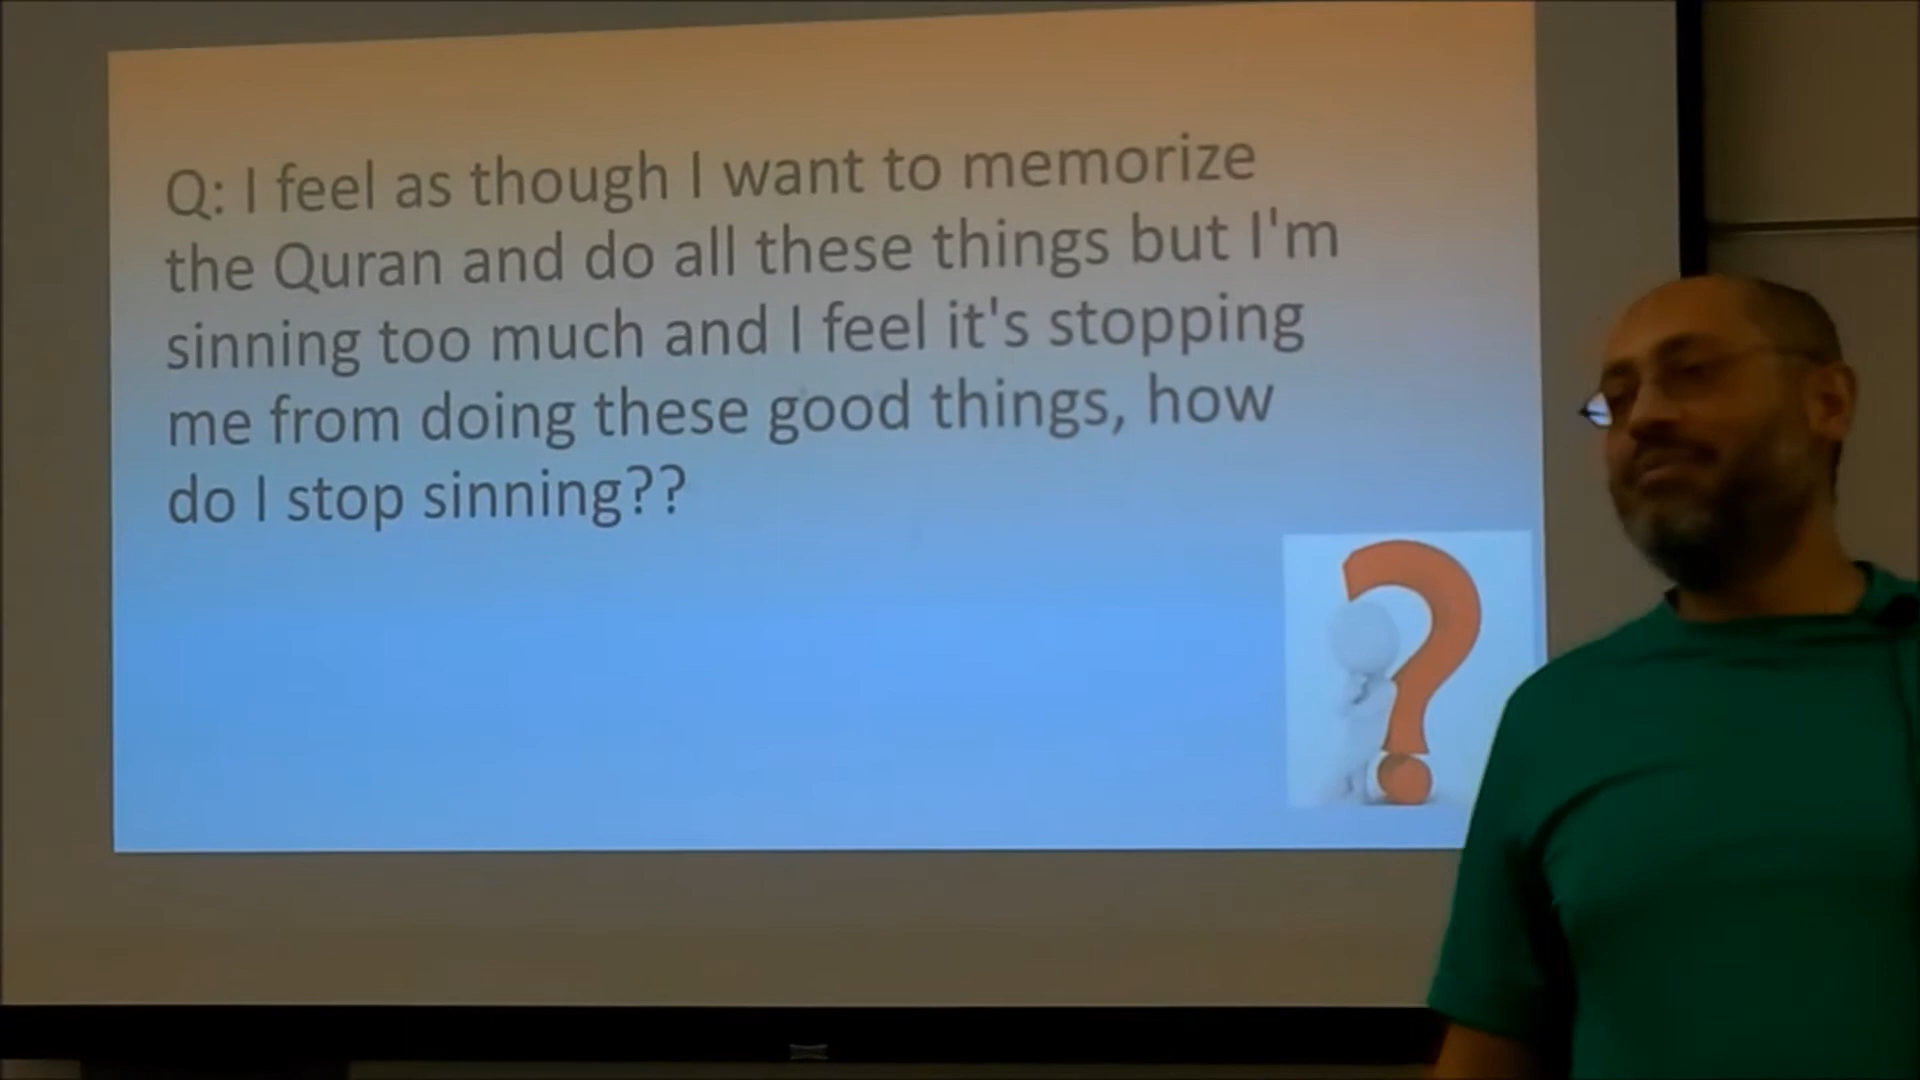 Q: I feel as though I want to memorize
the Quran and do all these things but I'm
sinning too much and I feel it's stopping
me from doing these good things, how
do I stop sinning??